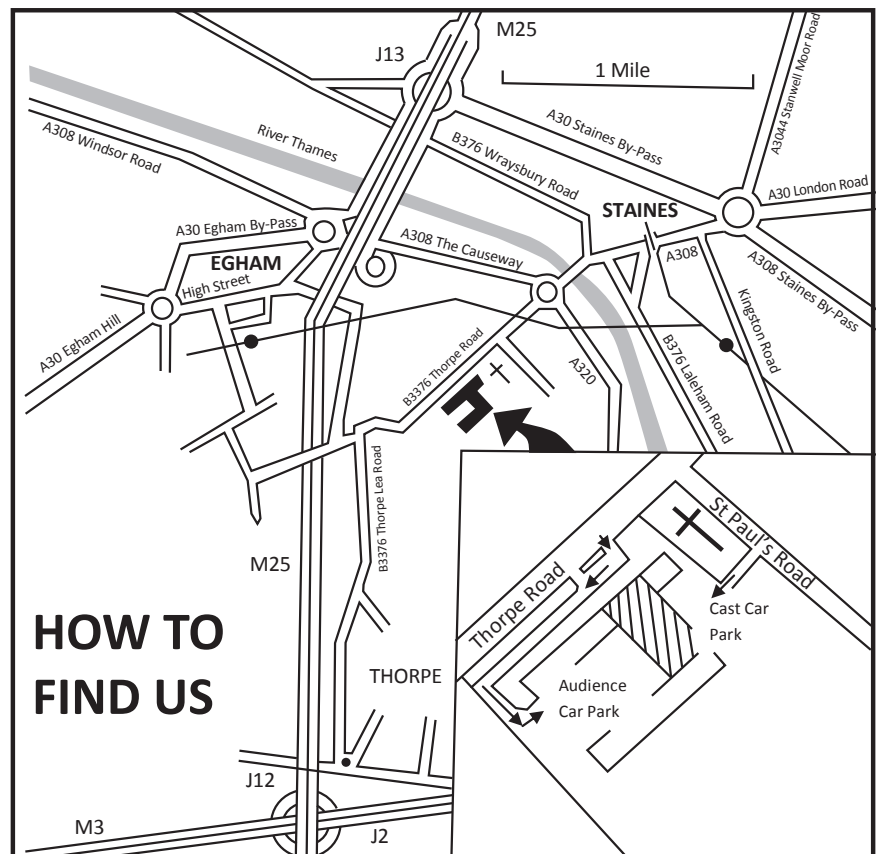 M25
J13
1 Mile
A3044 Stanwell Moor Road
A30 Staines By-Pass
River Thames
A308 Windsor Road
B376 Wraysbury Road
A30 London Road
STAINES
A30 Egham By-Pass
A308 The Causeway
A308
EGHAM
High Street
A308 Staines By-Pass
Kingston Road
A30 Egham Hill
B3376 Thorpe Road
A320
B376 Laleham Road
B3376 Thorpe Lea Road
St Paul's Road
M25
Thorpe Road
Cast Car
Park
HOW TO
FIND US
THORPE
Audience
Car Park
J12
M3
J2